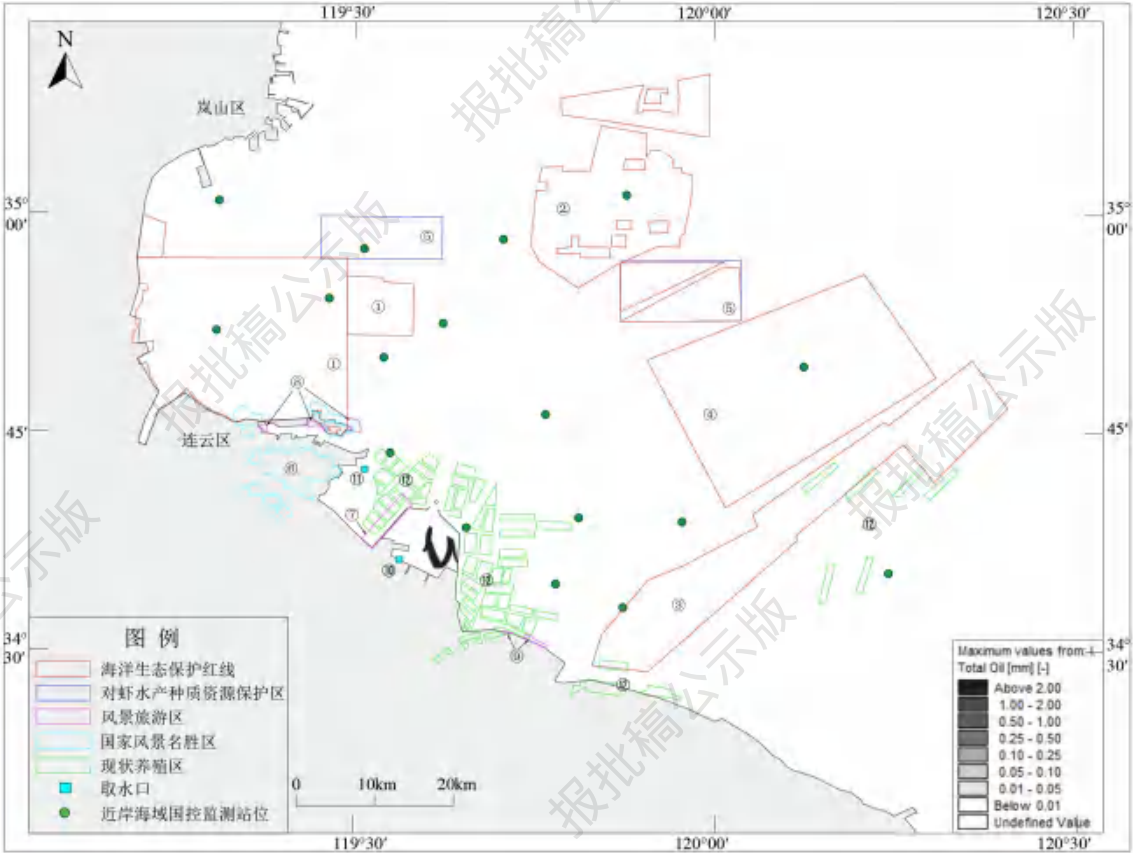 119°30′ 120°00′ 120°30′
N
岚山区
35°
00′
35°
00′
②
⑤
①
⑤
①
⑧
④
45′
45′
连云区
⑥
⑪
⑫
⑫
⑦
⑩
⑫
③
⑨
⑫
34°
30′
34°
30′
图 例
海洋生态保护红线
对虾水产种质资源保护区
风景旅游区
国家风景名胜区
现状养殖区
取水口
近岸海域国控监测站位
0 10km 20km
Maximum values from:
Total Oil [mm] [-]
Above 2.00
1.00 - 2.00
0.50 - 1.00
0.25 - 0.50
0.10 - 0.25
0.05 - 0.10
0.01 - 0.05
Below 0.01
Undefined Value
119°30′ 120°00′ 120°30′
报批稿公示版
报批稿公示版
报批稿公示版
报批稿公示版